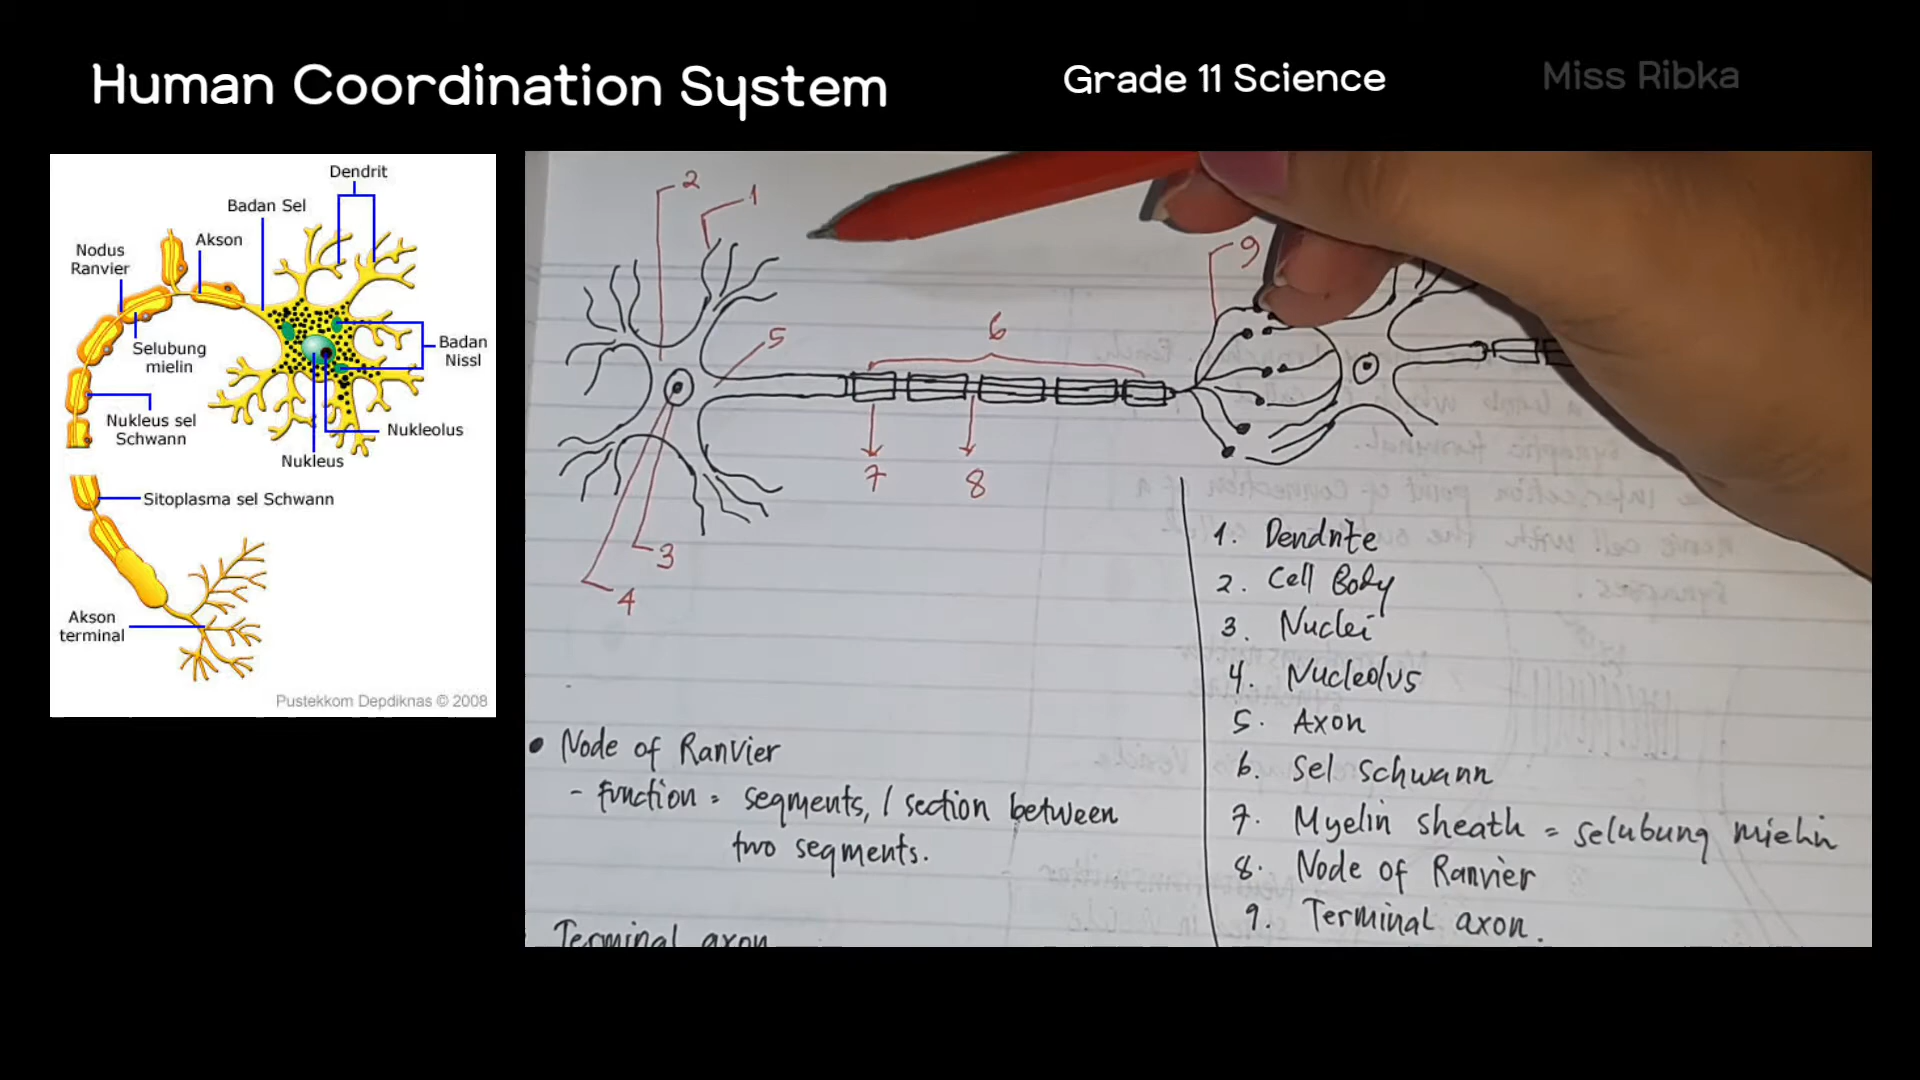 Human Coordination System
Grade 11 Science
Miss Ribka
Dendrit
Badan Sel
Akson
Nodus
Ranvier
Selubung
mielin
Badan
Nissl
Nukleus sel
Schwann
Nukleolus
Nukleus
Sitoplasma sel Schwann
Akson
terminal
Pustekkom Depdiknas © 2008
2
1
9
5
6
7
8
3
4
1. Dendrite
2. Cell Body
3. Nuclei
4. Nucleolus
5. Axon
6. Sel Schwann
7. Myelin sheath = selubung mielin
8. Node of Ranvier
9. Terminal axon.
• Node of Ranvier
- function = segments, / section between
two segments.
Terminal axon